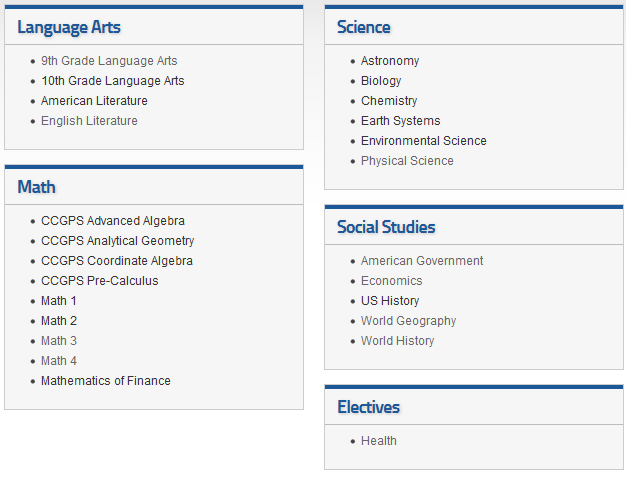 Language Arts
9th Grade Language Arts
10th Grade Language Arts
American Literature
English Literature
Math
CCGPS Advanced Algebra
CCGPS Analytical Geometry
CCGPS Coordinate Algebra
CCGPS Pre-Calculus
Math 1
Math 2
Math 3
Math 4
Mathematics of Finance
Science
Astronomy
Biology
Chemistry
Earth Systems
Environmental Science
Physical Science
Social Studies
American Government
Economics
US History
World Geography
World History
Electives
Health